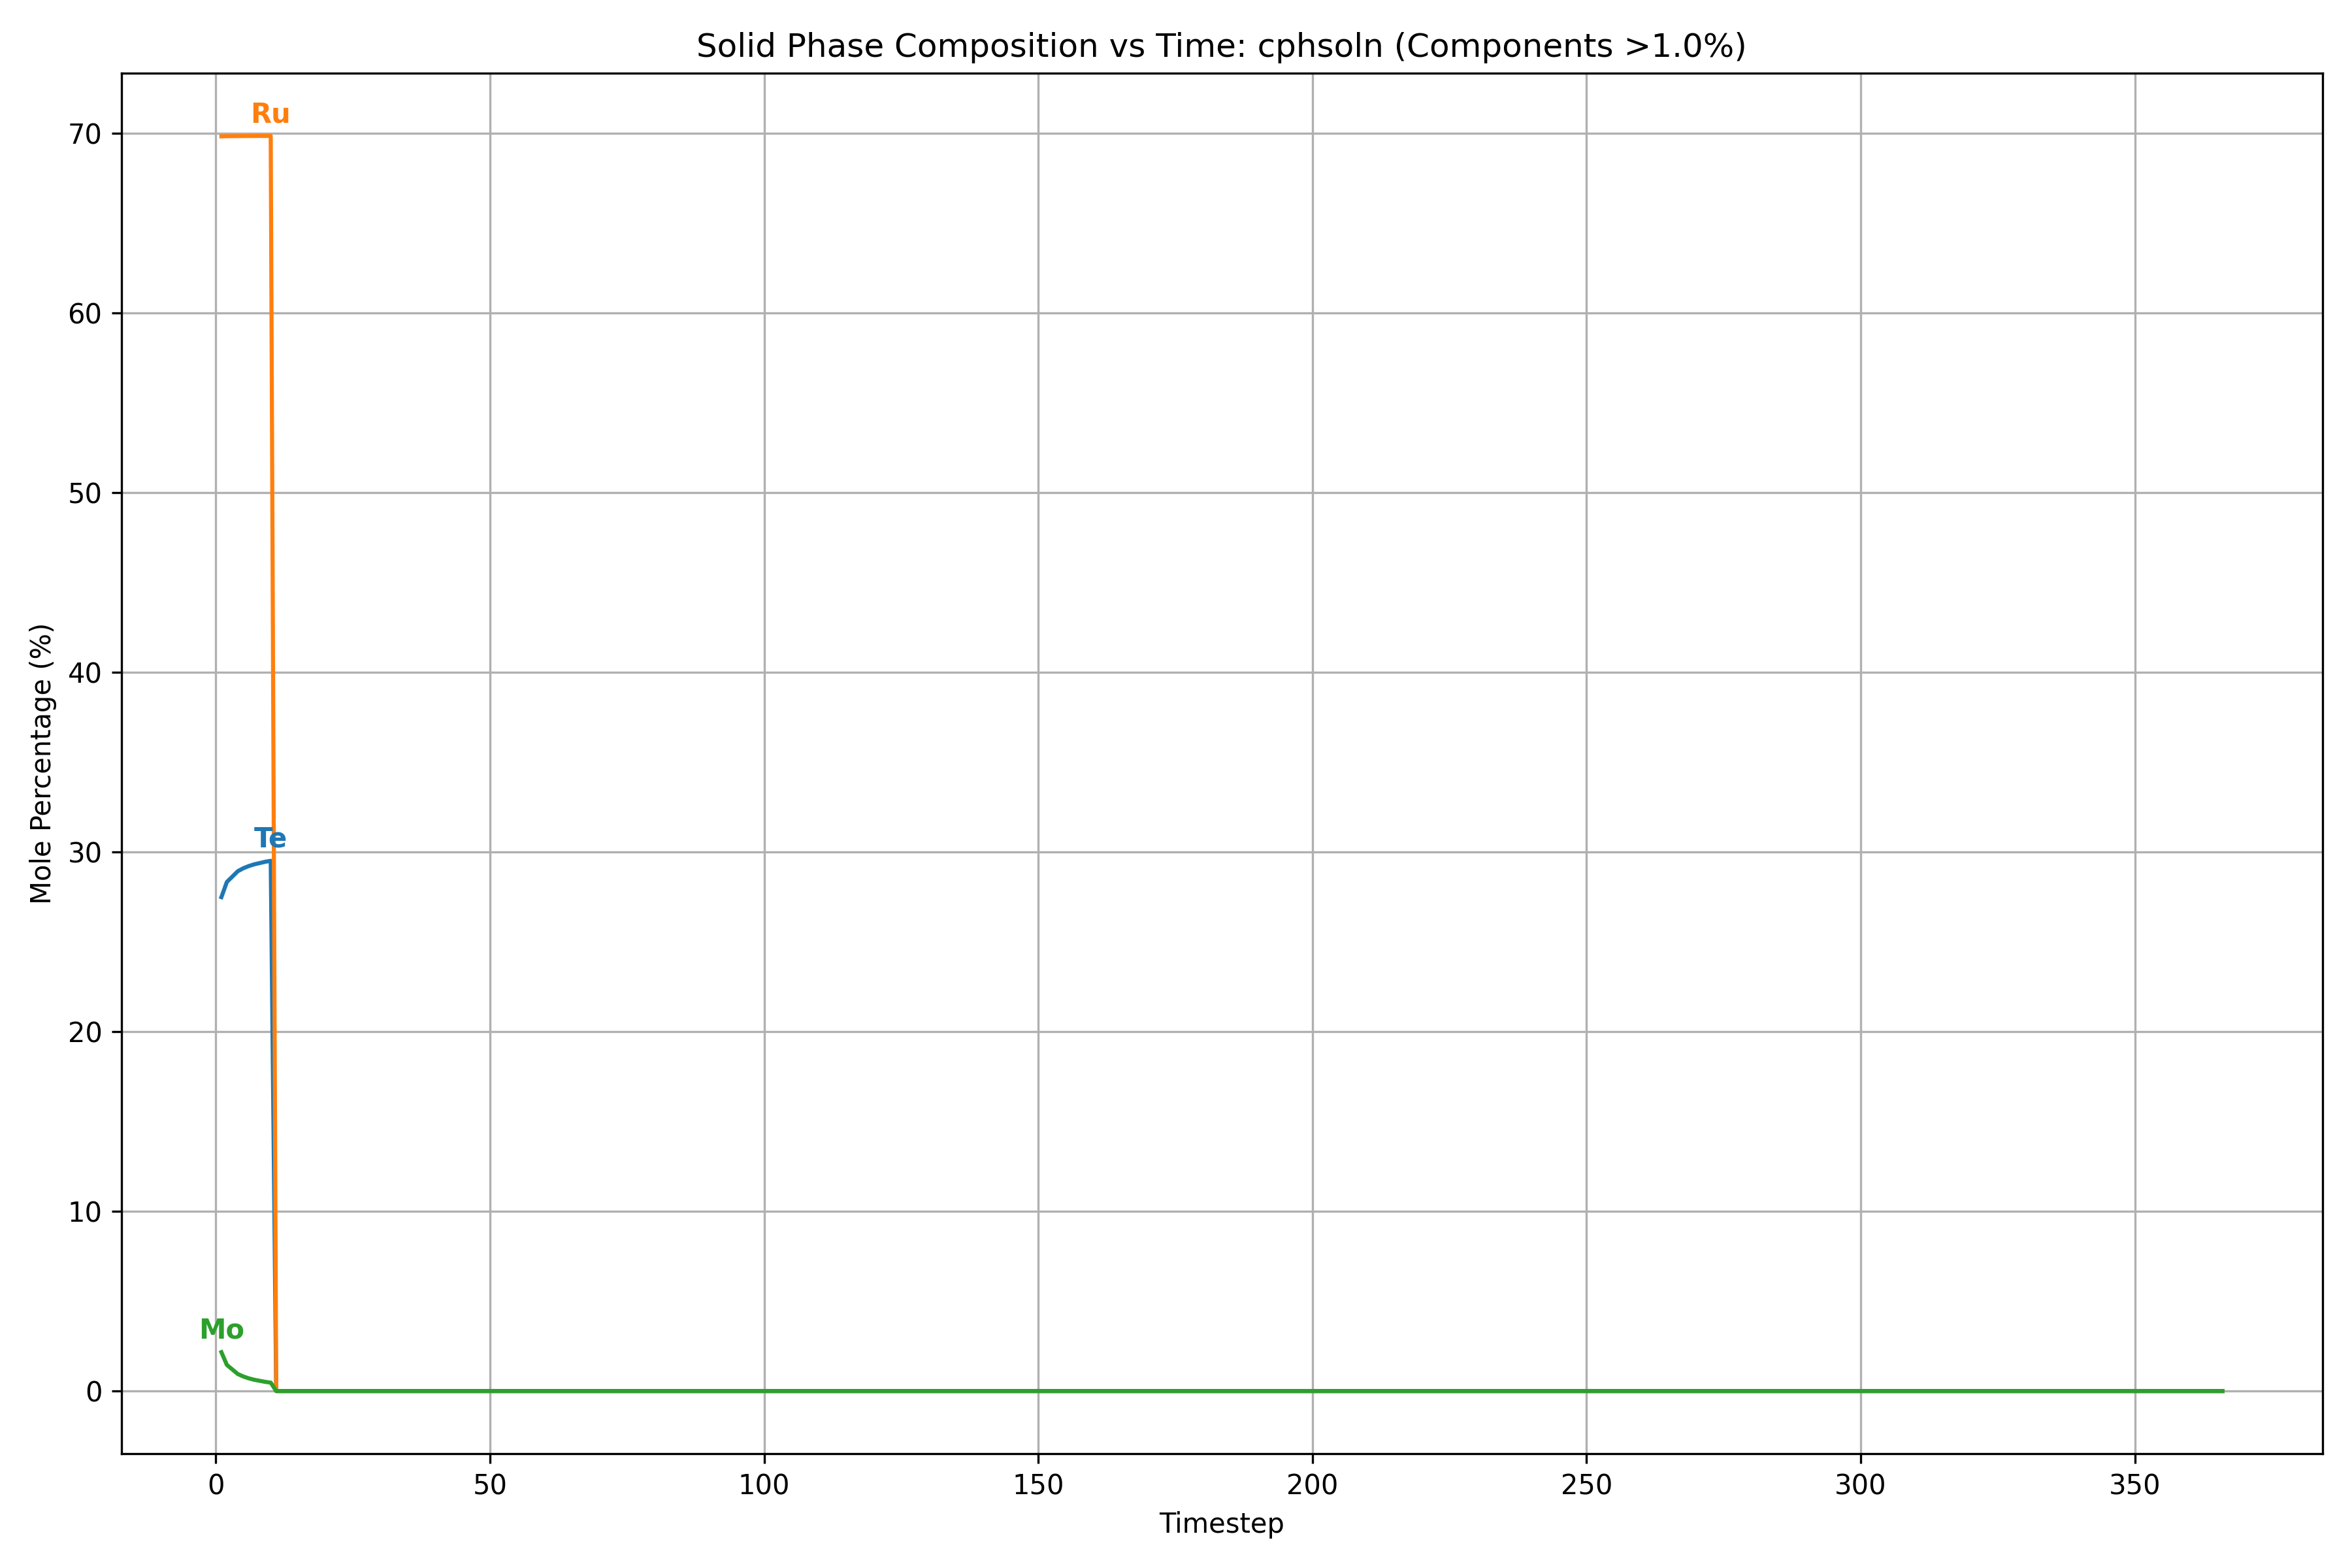 Solid Phase Composition vs Time: cphsoln (Components >1.0%)
Mole Percentage (%)
70
60
50
40
30
20
10
0
Ru
Te
Mo
0 50 100 150 200 250 300 350
Timestep